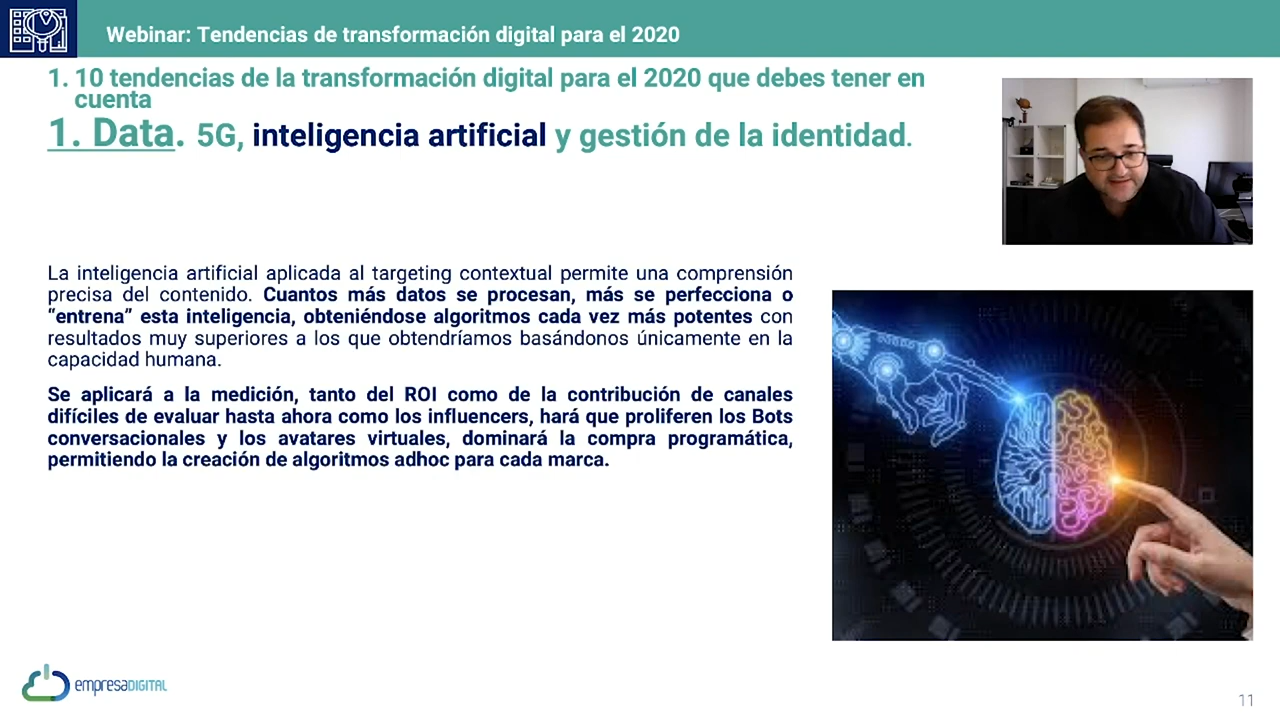 Webinar: Tendencias de transformación digital para el 2020
1. 10 tendencias de la transformación digital para el 2020 que debes tener en
cuenta
1. Data. 5G, inteligencia artificial y gestión de la identidad.
La inteligencia artificial aplicada al targeting contextual permite una comprensión
precisa del contenido. Cuantos más datos se procesan, más se perfecciona o
“entrena” esta inteligencia, obteniéndose algoritmos cada vez más potentes con
resultados muy superiores a los que obtendríamos basándonos únicamente en la
capacidad humana.
Se aplicará a la medición, tanto del ROI como de la contribución de canales
difíciles de evaluar hasta ahora como los influencers, hará que proliferen los Bots
conversacionales y los avatares virtuales, dominará la compra programática,
permitiendo la creación de algoritmos adhoc para cada marca.
empresaDIGITAL
11